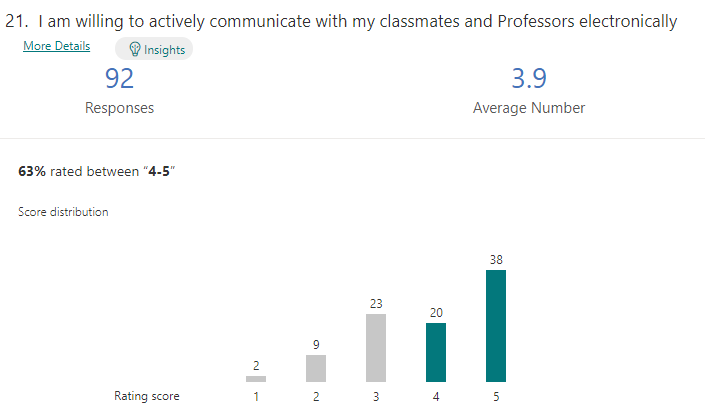 21. I am willing to actively communicate with my classmates and Professors electronically
More Details
Insights
92
3.9
Responses
Average Number
63% rated between "4-5"
Score distribution
38
23
20
9
2
Rating score 1 2 3 4 5